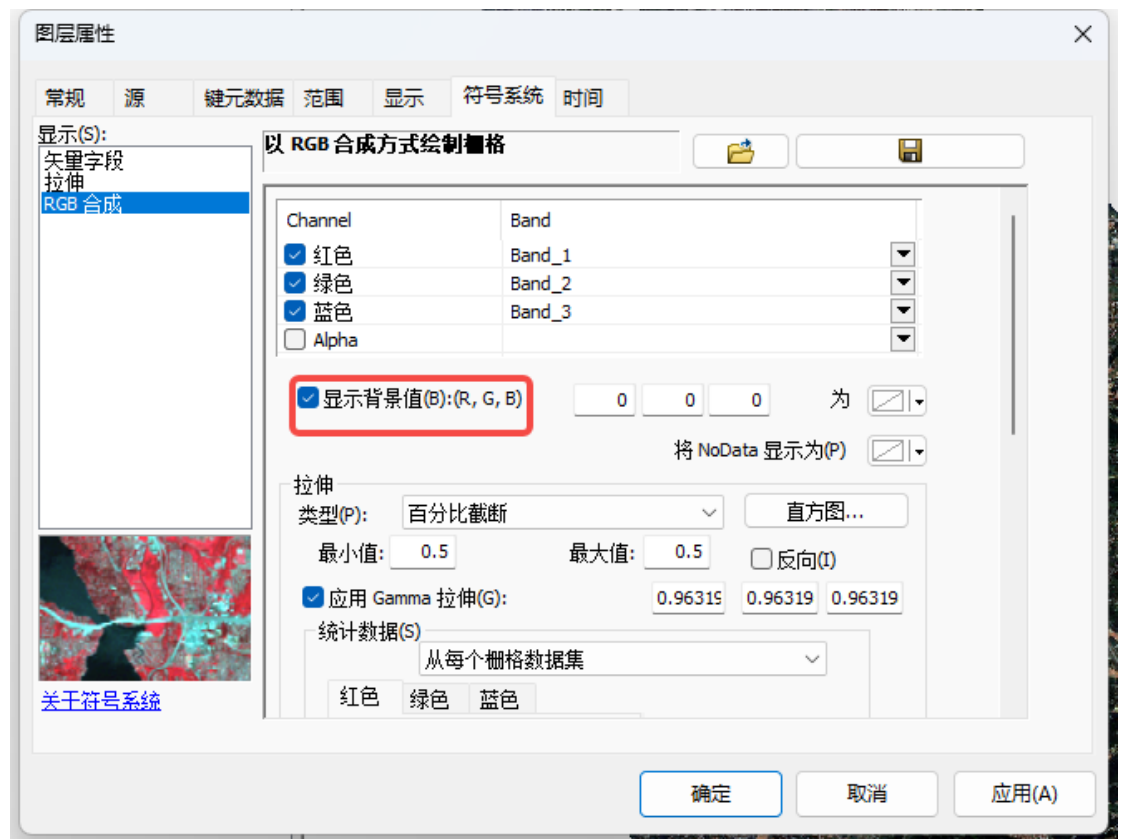 图层属性
常规 源 键元数据 范围 显示 符号系统 时间
显示(S):
矢量字段
拉伸
RGB 合成
以 RGB 合成方式绘制栅格
Channel Band
红色 Band_1
绿色 Band_2
蓝色 Band_3
Alpha
显示背景值(B):(R, G, B) 0 0 0 为
将 NoData 显示为(P)
拉伸
类型(P): 百分比截断 直方图...
最小值: 0.5 最大值: 0.5 反向(I)
应用 Gamma 拉伸(G): 0.96319 0.96319 0.96319
统计数据(S)
从每个栅格数据集
红色 绿色 蓝色
关于符号系统
确定 取消 应用(A)